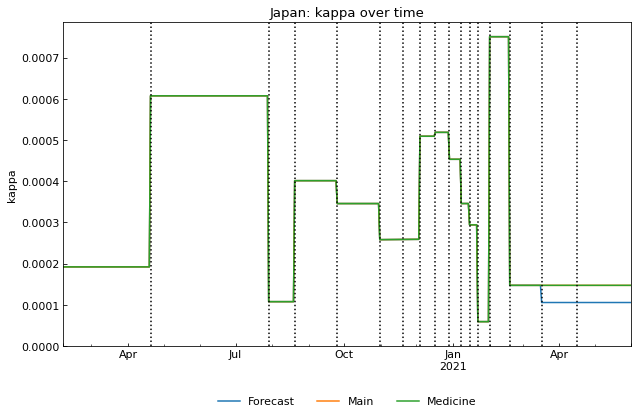 Japan: kappa over time
kappa
0.0007
0.0006
0.0005
0.0004
0.0003
0.0002
0.0001
0.0000
Apr Jul Oct Jan Apr
2021
Forecast Main Medicine